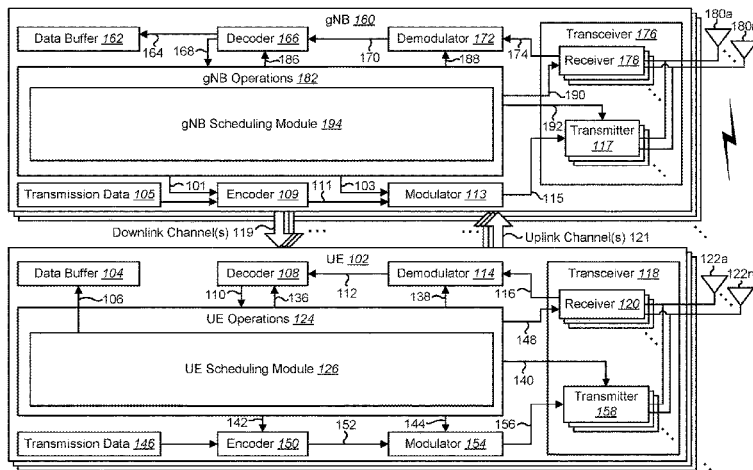 gNB 160
180a
180n
Data Buffer 162
Decoder 166
Demodulator 172
Transceiver 176
164
168
186
170
188
174
Receiver 178
gNB Operations 182
190
gNB Scheduling Module 194
192
Transmitter 117
101
103
Transmission Data 105
Encoder 109
111
Modulator 113
115
Downlink Channel(s) 119
Uplink Channel(s) 121
UE 102
122a
122n
Data Buffer 104
Decoder 108
Demodulator 114
Transceiver 118
106
110
136
112
138
116
Receiver 120
UE Operations 124
148
UE Scheduling Module 126
140
Transmitter 158
142
152
144
156
Transmission Data 146
Encoder 150
Modulator 154